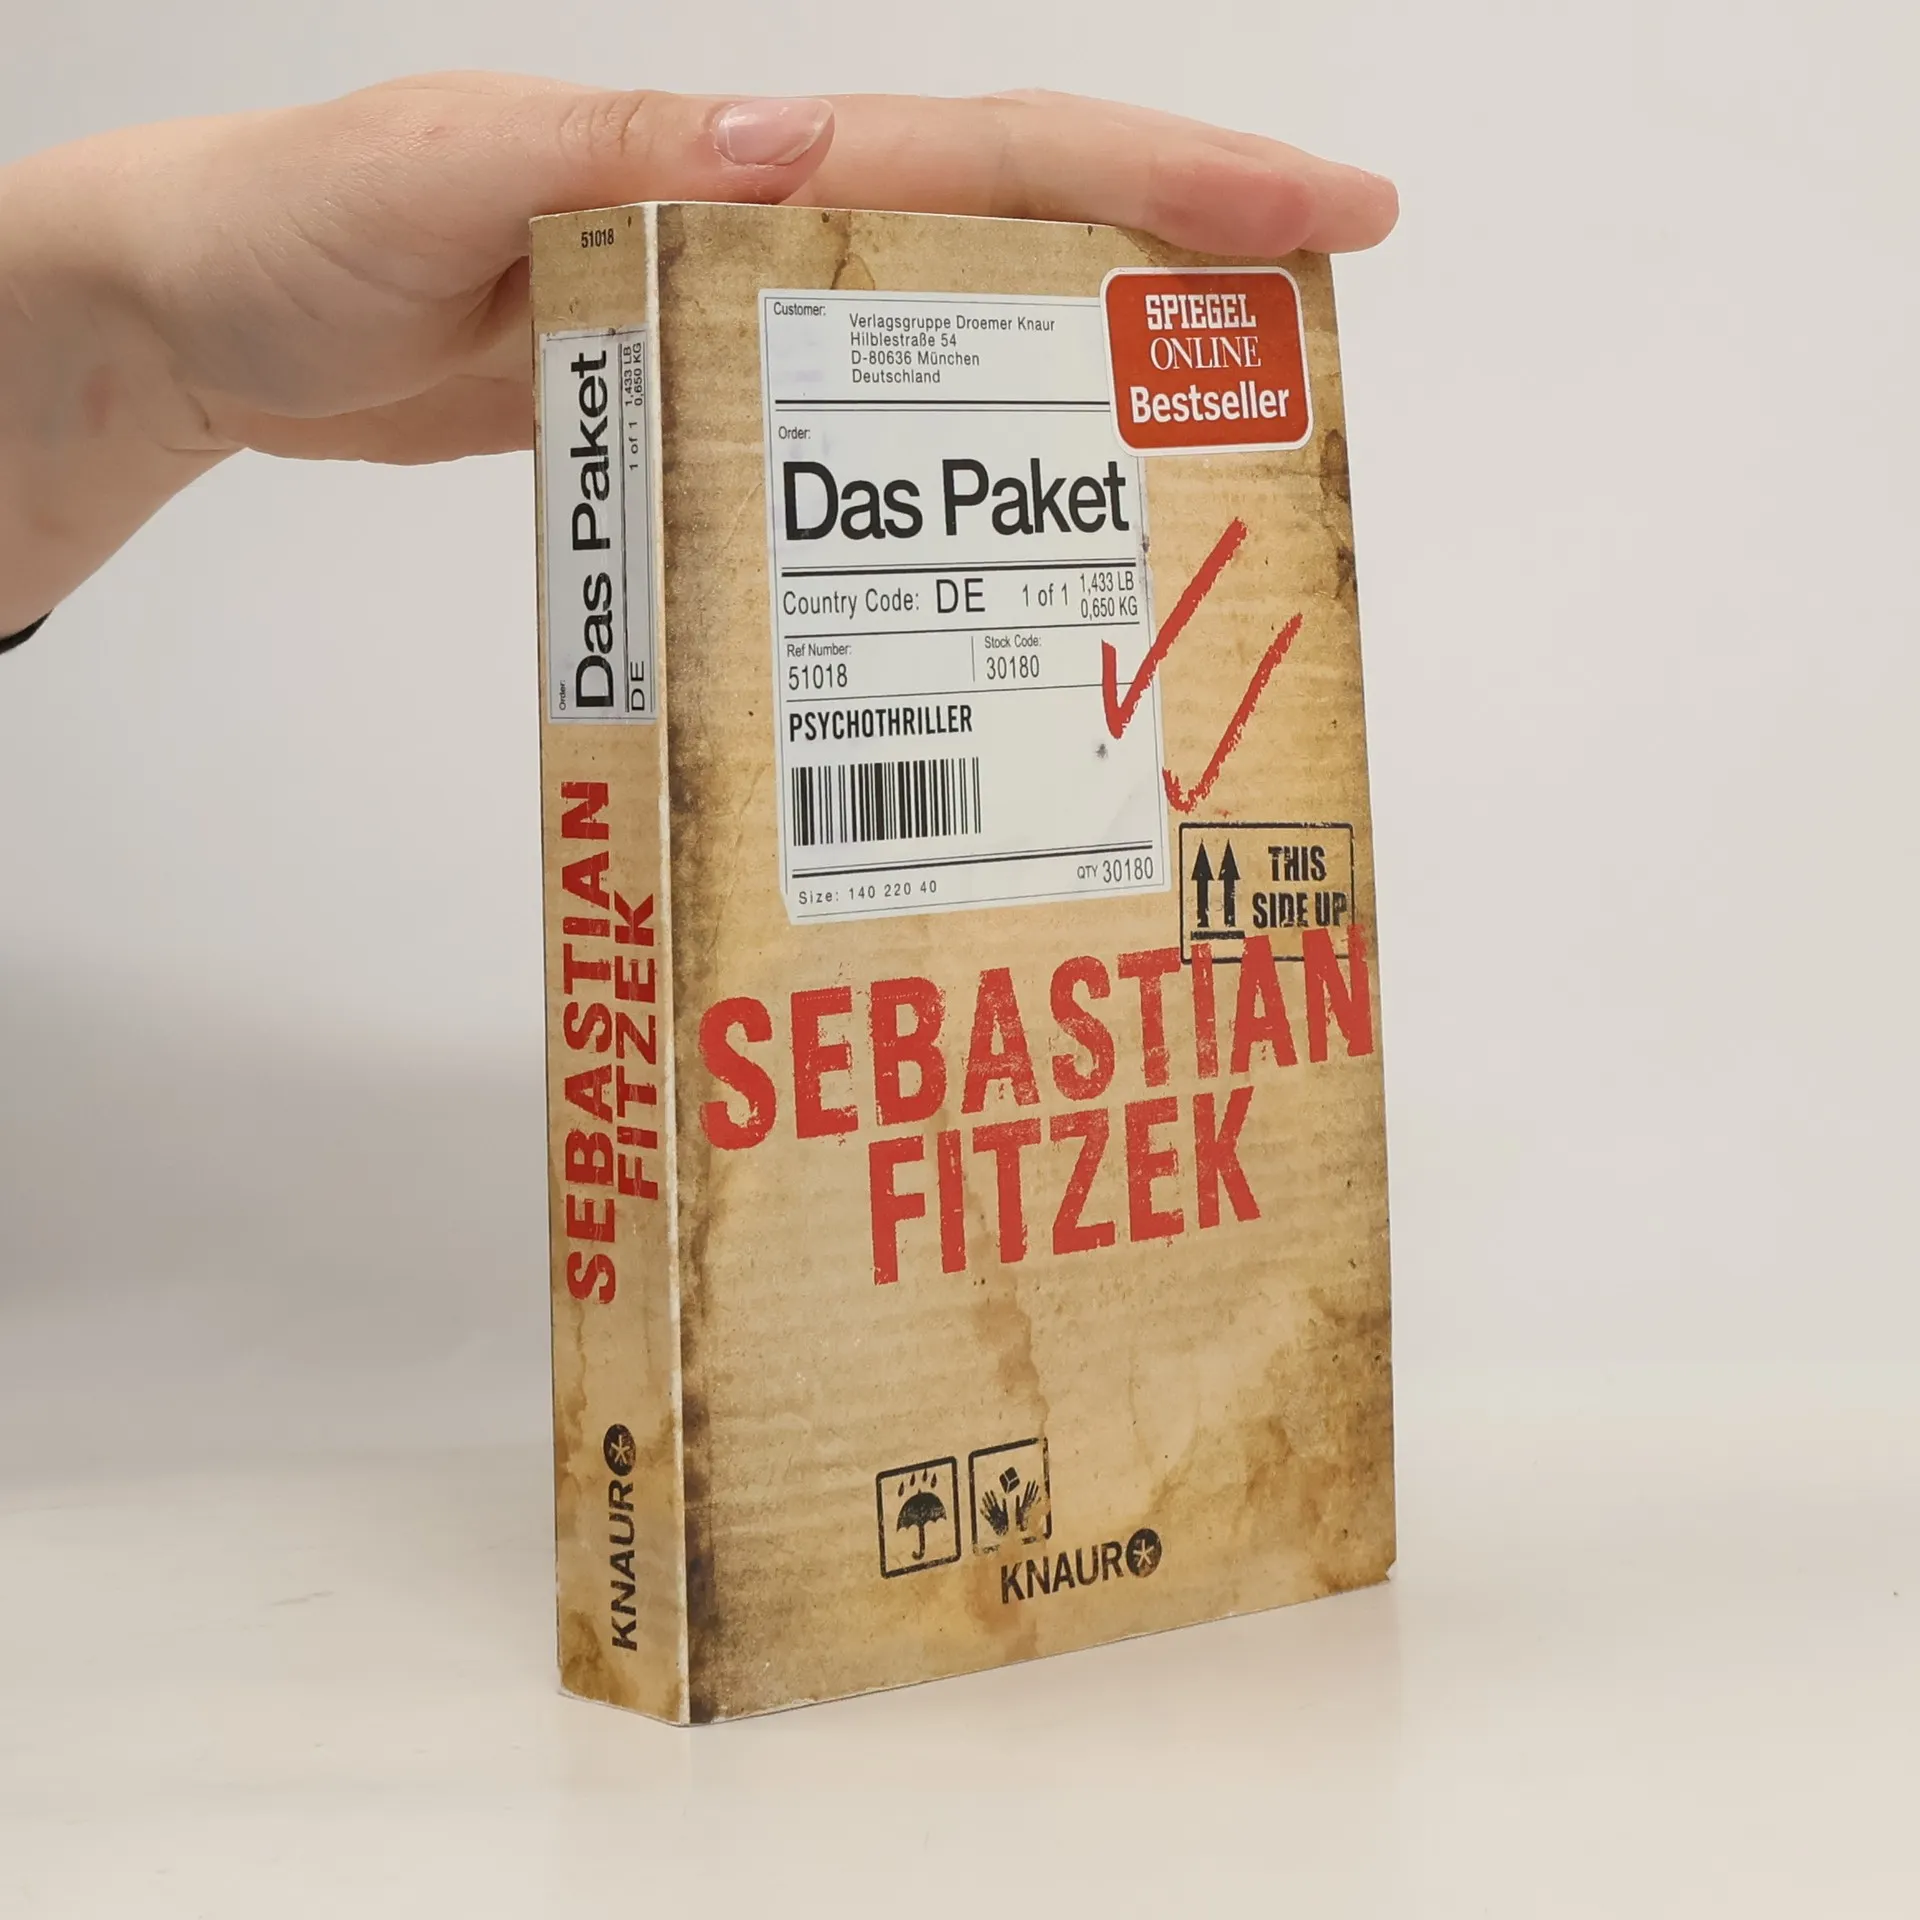 51018
Order:
Das Paket
DE
1 of 1
1,433 LB
0,650 KG
SEBASTIAN
FITZEK
KNAUR
Customer:
Verlagsgruppe Droemer Knaur
Hilblestraße 54
D-80636 München
Deutschland
SPIEGEL
ONLINE
Bestseller
Order:
Das Paket
Country Code: DE 1 of 1 1,433 LB
0,650 KG
Ref Number: Stock Code:
51018 30180
PSYCHOTHRILLER
QTY 30180
Size: 140 220 40
THIS
SIDE UP
SEBASTIAN
FITZEK
KNAUR